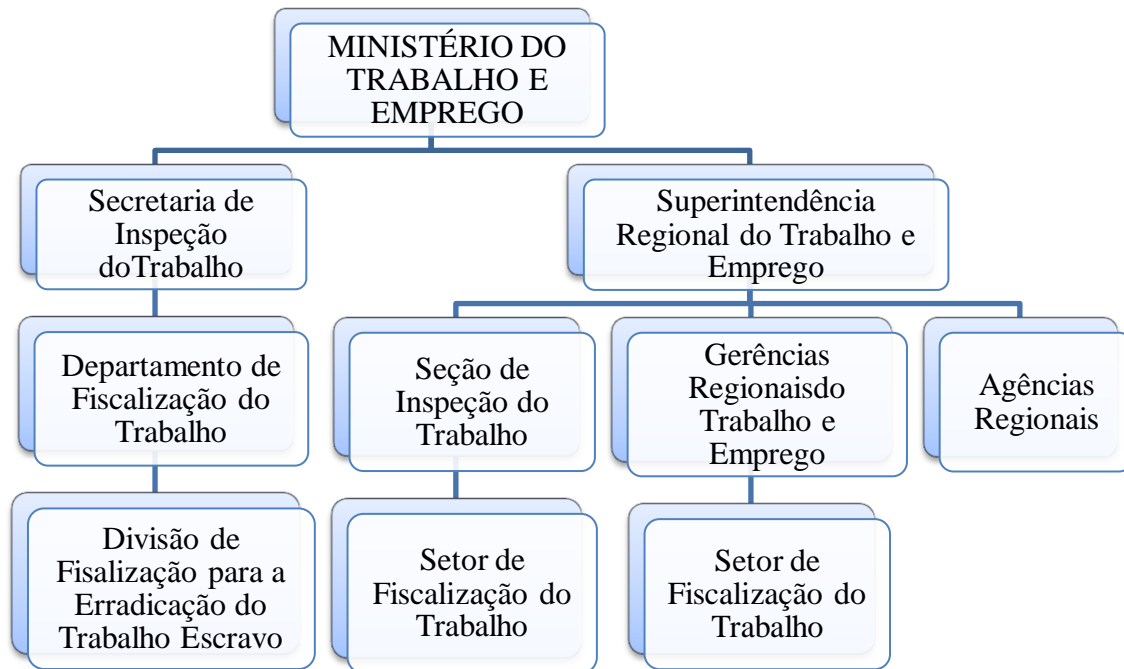 MINISTÉRIO DO
TRABALHO E
EMPREGO
Secretaria de
Inspeção
doTrabalho
Superintendência
Regional do Trabalho e
Emprego
Departamento de
Fiscalização do
Trabalho
Seção de
Inspeção do
Trabalho
Gerências
Regionaisdo
Trabalho e
Emprego
Agências
Regionais
Divisão de
Fisalização para a
Erradicação do
Trabalho Escravo
Setor de
Fiscalização do
Trabalho
Setor de
Fiscalização do
Trabalho